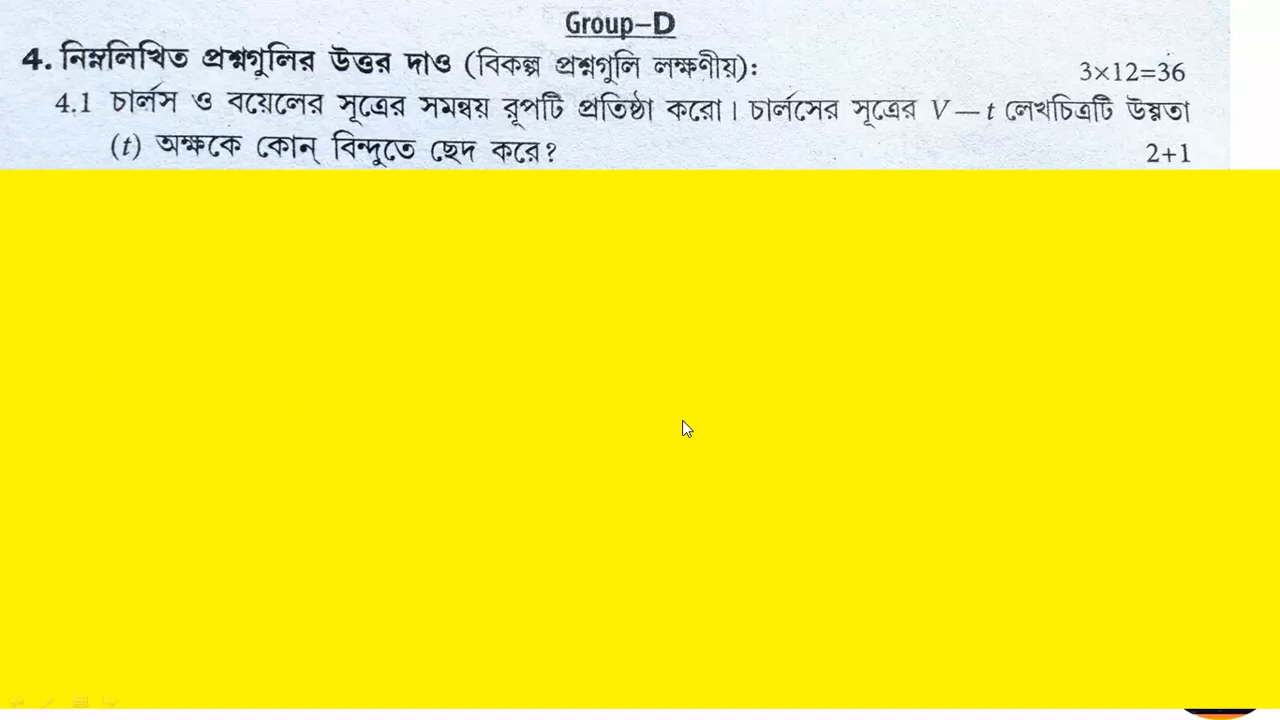 Group–D
4. নিম্নলিখিত প্রশ্নগুলির উত্তর দাও (বিকল্প প্রশ্নগুলি লক্ষণীয়): 3×12=36
4.1 চার্লস ও বয়েলের সূত্রের সমন্বয় রূপটি প্রতিষ্ঠা করো। চার্লসের সূত্রের V—t লেখচিত্রটি উষ্ণতা
(t) অক্ষকে কোন্ বিন্দুতে ছেদ করে? 2+1